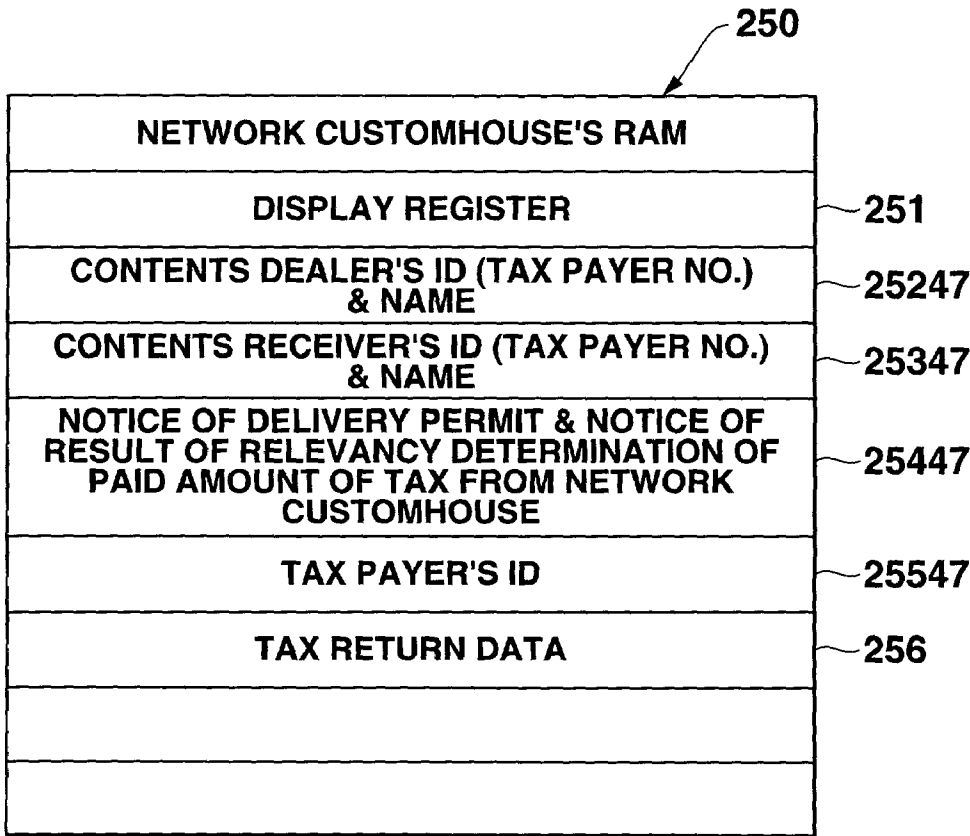 250
NETWORK CUSTOMHOUSE'S RAM
DISPLAY REGISTER
251
CONTENTS DEALER'S ID (TAX PAYER NO.)
& NAME
25247
CONTENTS RECEIVER'S ID (TAX PAYER NO.)
& NAME
25347
NOTICE OF DELIVERY PERMIT & NOTICE OF
RESULT OF RELEVANCY DETERMINATION OF
PAID AMOUNT OF TAX FROM NETWORK
CUSTOMHOUSE
25447
TAX PAYER'S ID
25547
TAX RETURN DATA
256